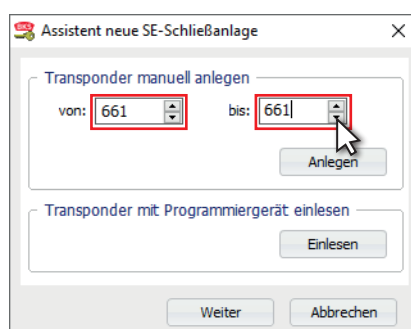 BKS
Assistent neue SE-Schließanlage
Transponder manuell anlegen
von: 661 bis: 661
Anlegen
Transponder mit Programmiergerät einlesen
Einlesen
Weiter Abbrechen